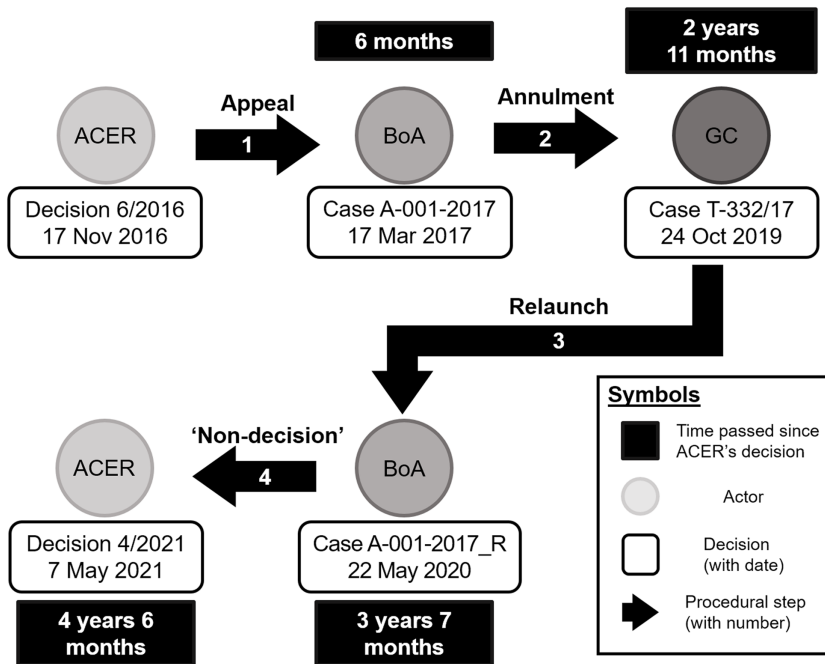 6 months
2 years
11 months
Appeal
Annulment
ACER
1
BoA
2
GC
Decision 6/2016
17 Nov 2016
Case A-001-2017
17 Mar 2017
Case T-332/17
24 Oct 2019
Relaunch
3
‘Non-decision’
ACER
4
BoA
Decision 4/2021
7 May 2021
Case A-001-2017_R
22 May 2020
4 years 6
months
3 years 7
months
Symbols
Time passed since
ACER’s decision
Actor
Decision
(with date)
Procedural step
(with number)